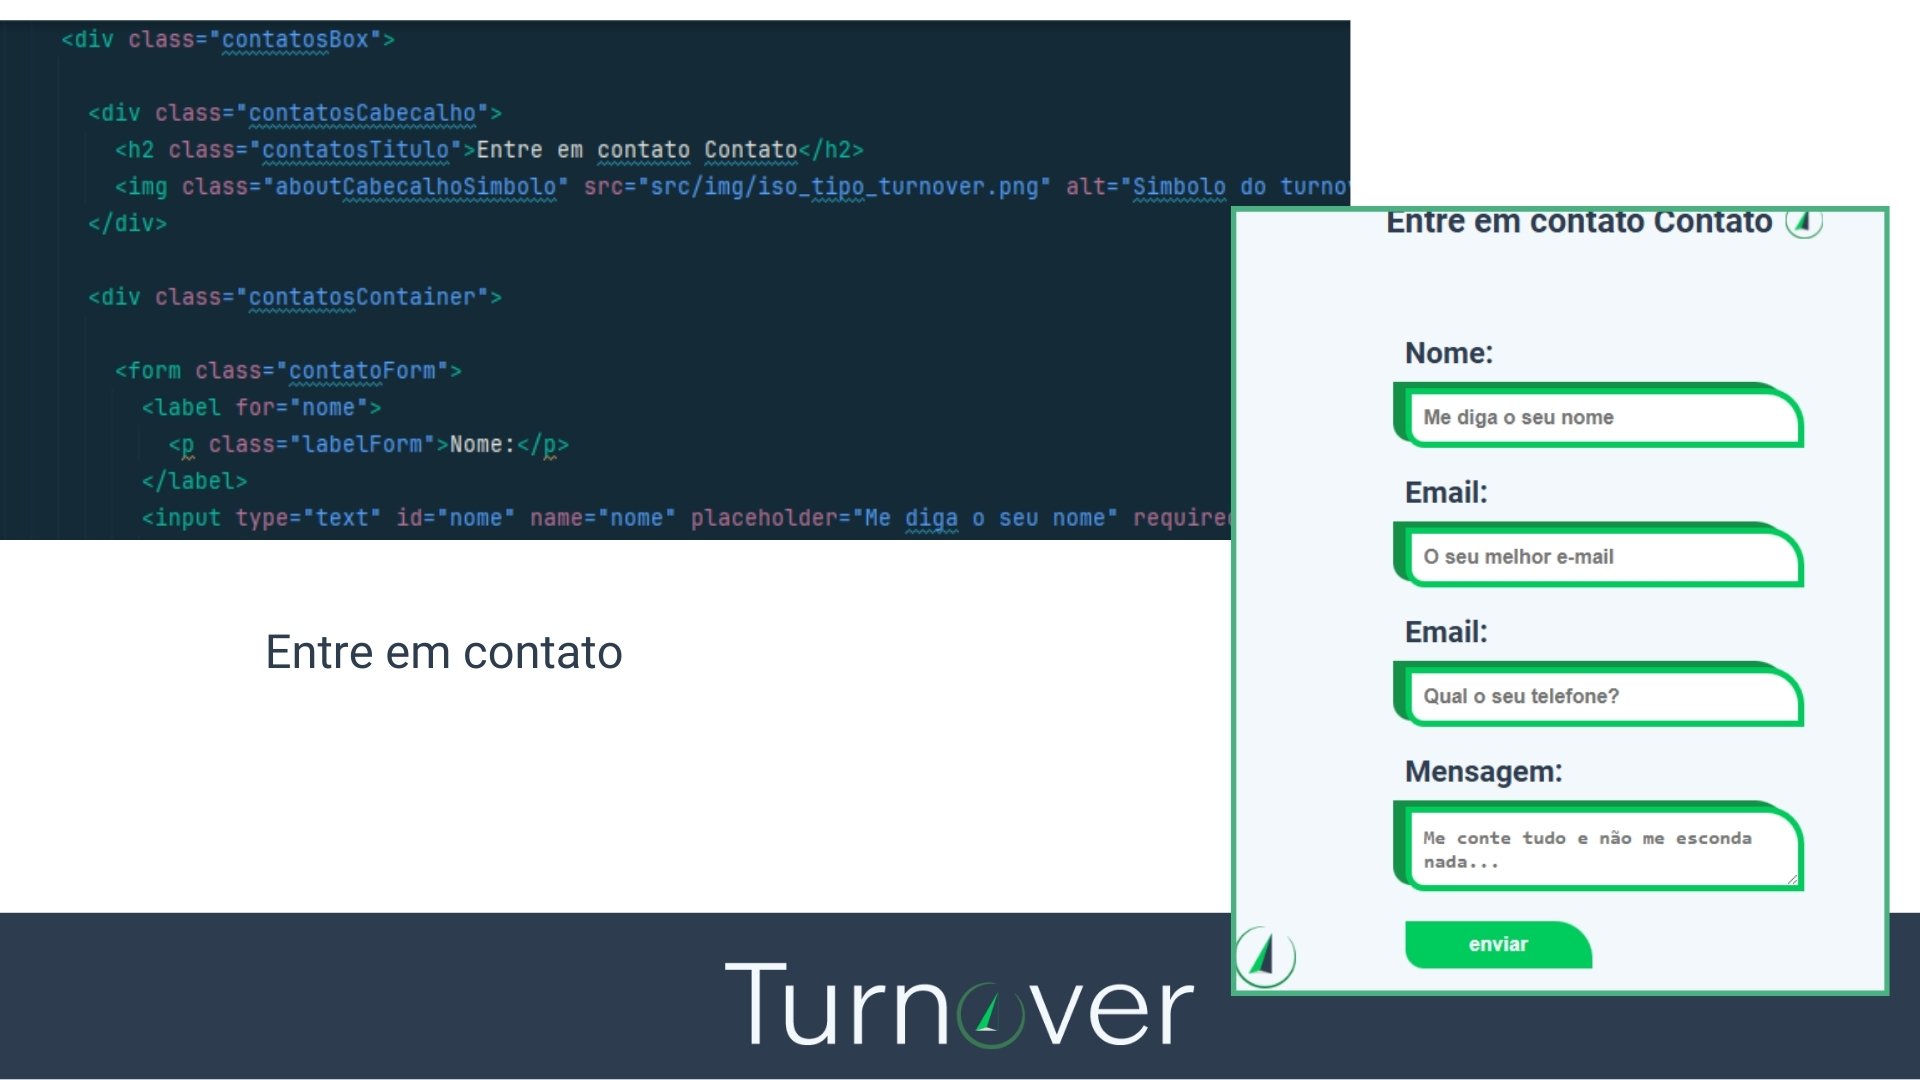 <div class="contatosBox">
<div class="contatosCabecalho">
<h2 class="contatosTitulo">Entre em contato Contato</h2>
<img class="aboutCabecalhoSimbolo" src="src/img/iso_tipo_turnover.png" alt="Simbolo do turno
</div>
<div class="contatosContainer">
<form class="contatoForm">
<label for="nome">
<p class="labelForm">Nome:</p>
</label>
<input type="text" id="nome" name="nome" placeholder="Me diga o seu nome" require
Entre em contato Contato
Nome:
Me diga o seu nome
Email:
O seu melhor e-mail
Email:
Qual o seu telefone?
Mensagem:
Me conte tudo e não me esconda
nada...
enviar
Entre em contato
Turnover